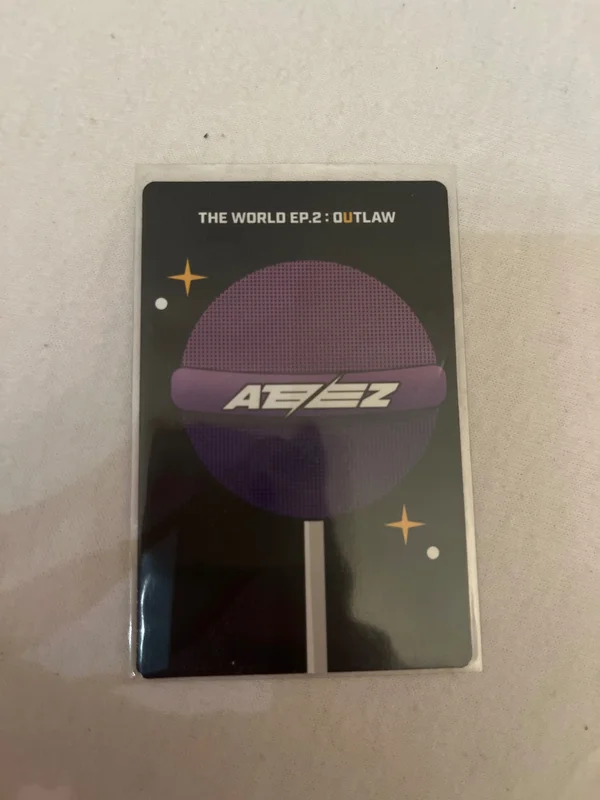 THE WORLD EP.2 : OUTLAW
ATEEZ